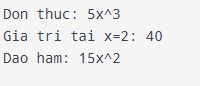 Don thuc: 5x^3
Gia tri tai x=2: 40
Dao ham: 15x^2